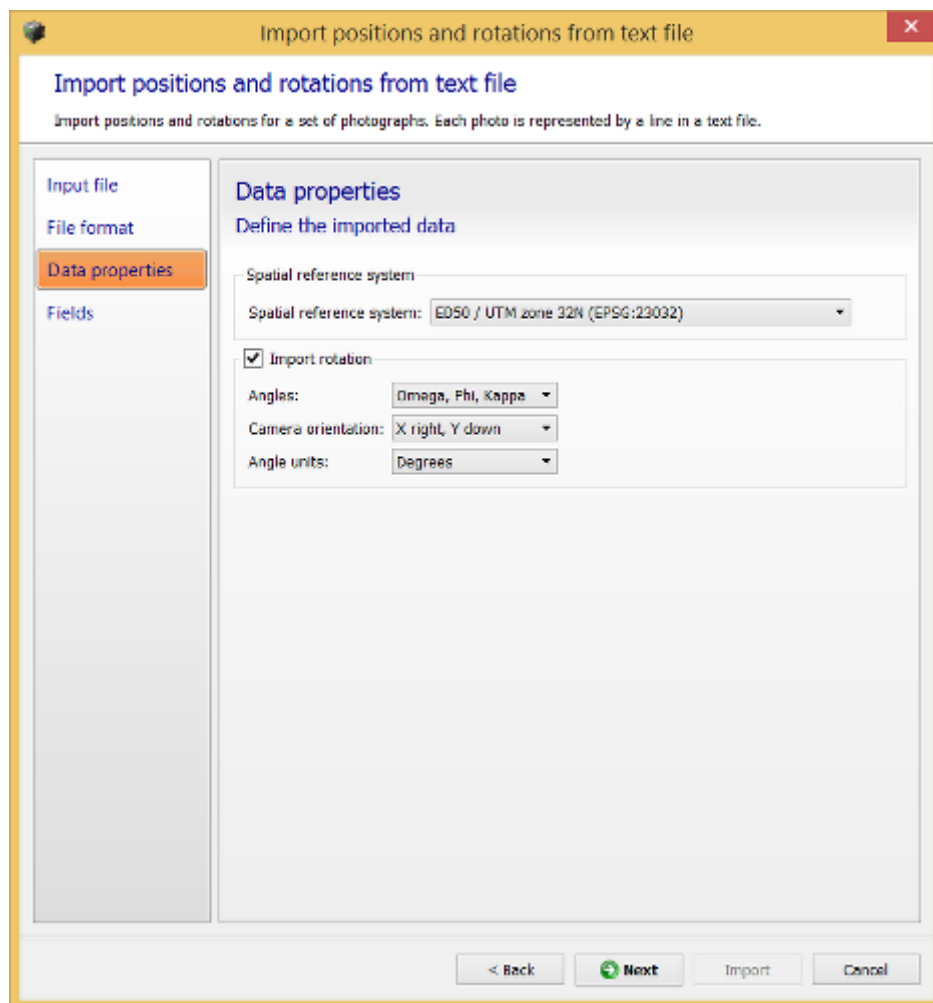 Import positions and rotations from text file
Import positions and rotations from text file
Import positions and rotations for a set of photographs. Each photo is represented by a line in a text file.
Input file
File format
Data properties
Fields
Data properties
Define the imported data
Spatial reference system
Spatial reference system: ED50 / UTM zone 32N (EPSG:23032)
Import rotation
Angles: Omega, Phi, Kappa
Camera orientation: X right, Y down
Angle units: Degrees
< Back Next Import Cancel